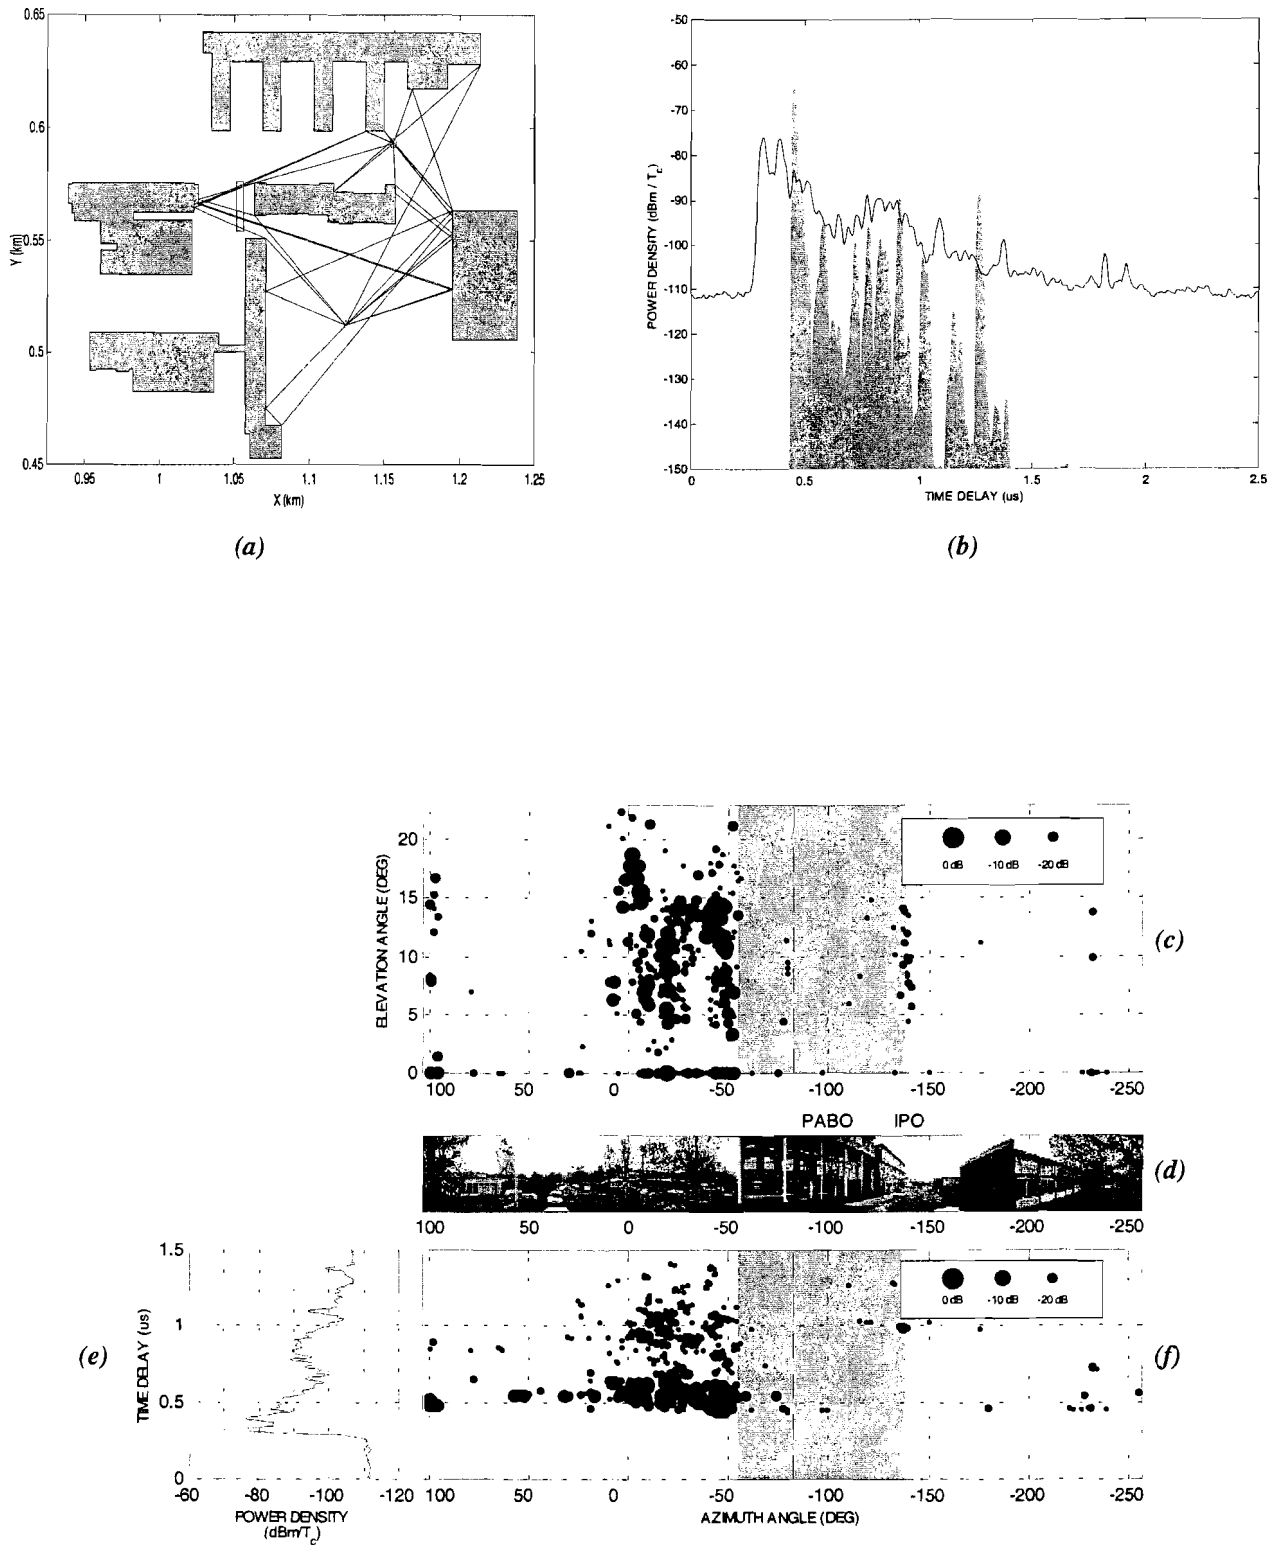 0.65
0.6
0.55
0.5
0.45
Y (km)
0.95
1
1.05
1.1
1.15
1.2
1.25
X (km)
(a)
-50
-60
-70
-80
-90
-100
-110
-120
-130
-140
-150
POWER DENSITY (dBm / Tc)
0
0.5
1
1.5
2
2.5
TIME DELAY (us)
(b)
20
15
10
5
0
ELEVATION ANGLE (DEG)
0 dB
-10 dB
-20 dB
(c)
100
50
0
-50
-100
-150
-200
-250
PABO
IPO
(d)
100
50
0
-50
-100
-150
-200
-250
(e)
1.5
1
0.5
0
TIME DELAY (us)
-60
-80
-100
-120
POWER DENSITY
(dBm/Tc)
0 dB
-10 dB
-20 dB
(f)
100
50
0
-50
-100
-150
-200
-250
AZIMUTH ANGLE (DEG)